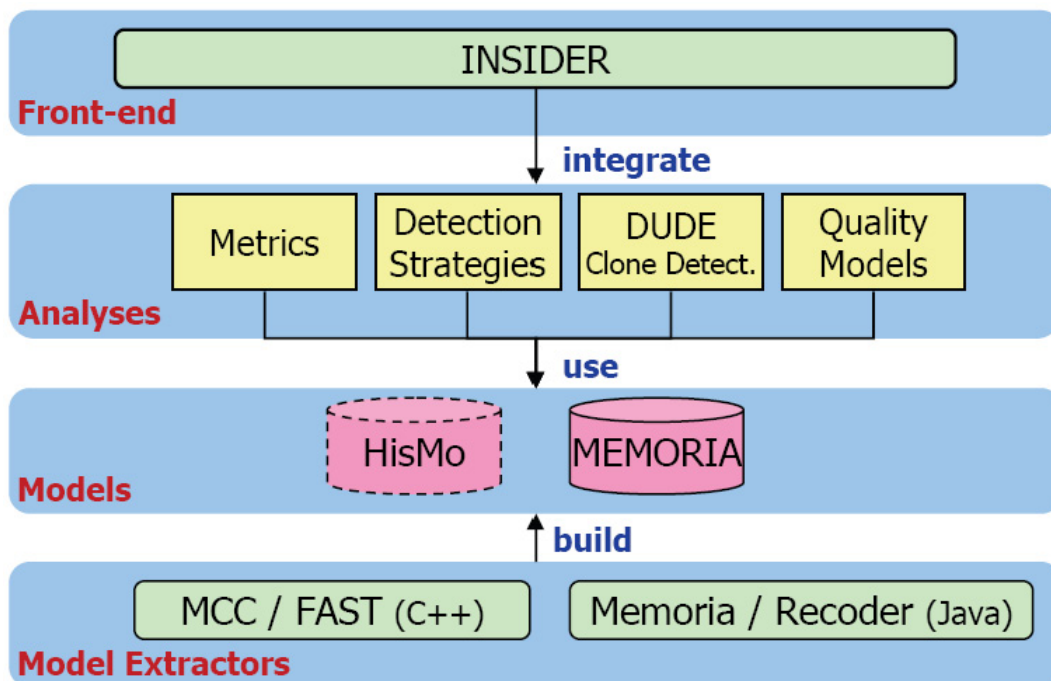 INSIDER
Front-end
integrate
Metrics
Detection
Strategies
DUDE
Clone Detect.
Quality
Models
Analyses
use
HisMo
MEMORIA
Models
build
MCC / FAST (C++)
Memoria / Recoder (Java)
Model Extractors